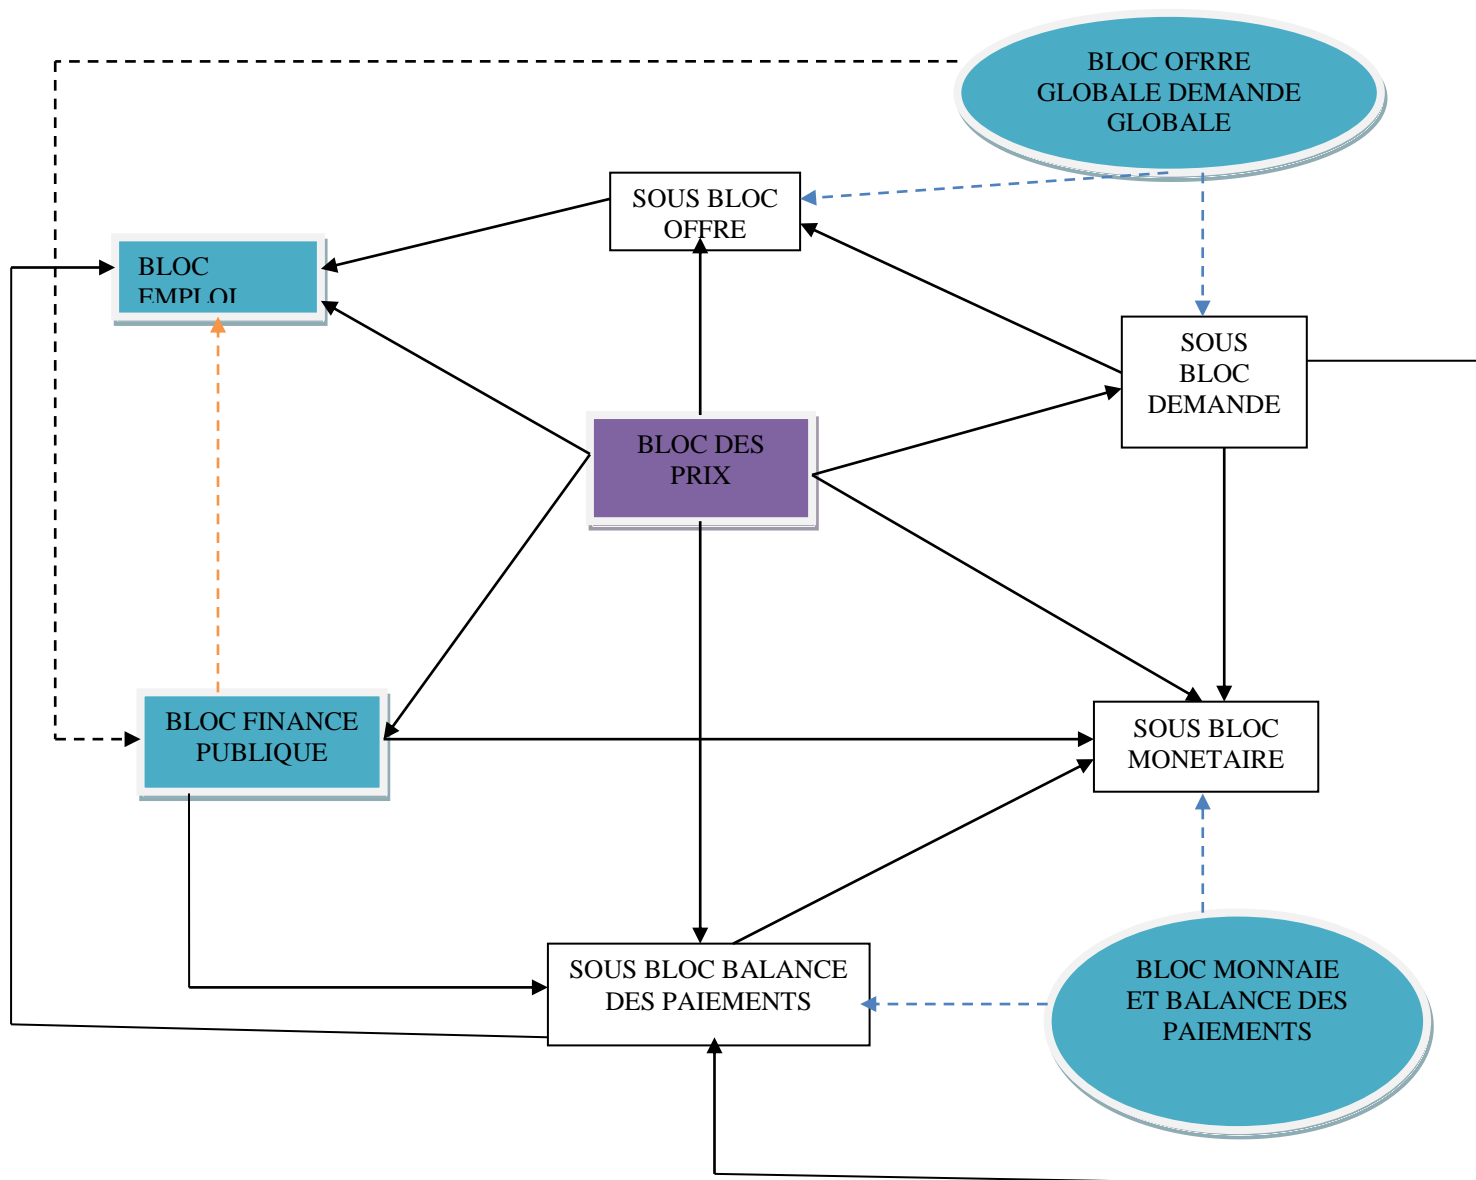 BLOC OFRRE
GLOBALE DEMANDE
GLOBALE
SOUS BLOC
OFFRE
BLOC
EMPLOI
SOUS
BLOC
DEMANDE
BLOC DES
PRIX
BLOC FINANCE
PUBLIQUE
SOUS BLOC
MONETAIRE
SOUS BLOC BALANCE
DES PAIEMENTS
BLOC MONNAIE
ET BALANCE DES
PAIEMENTS